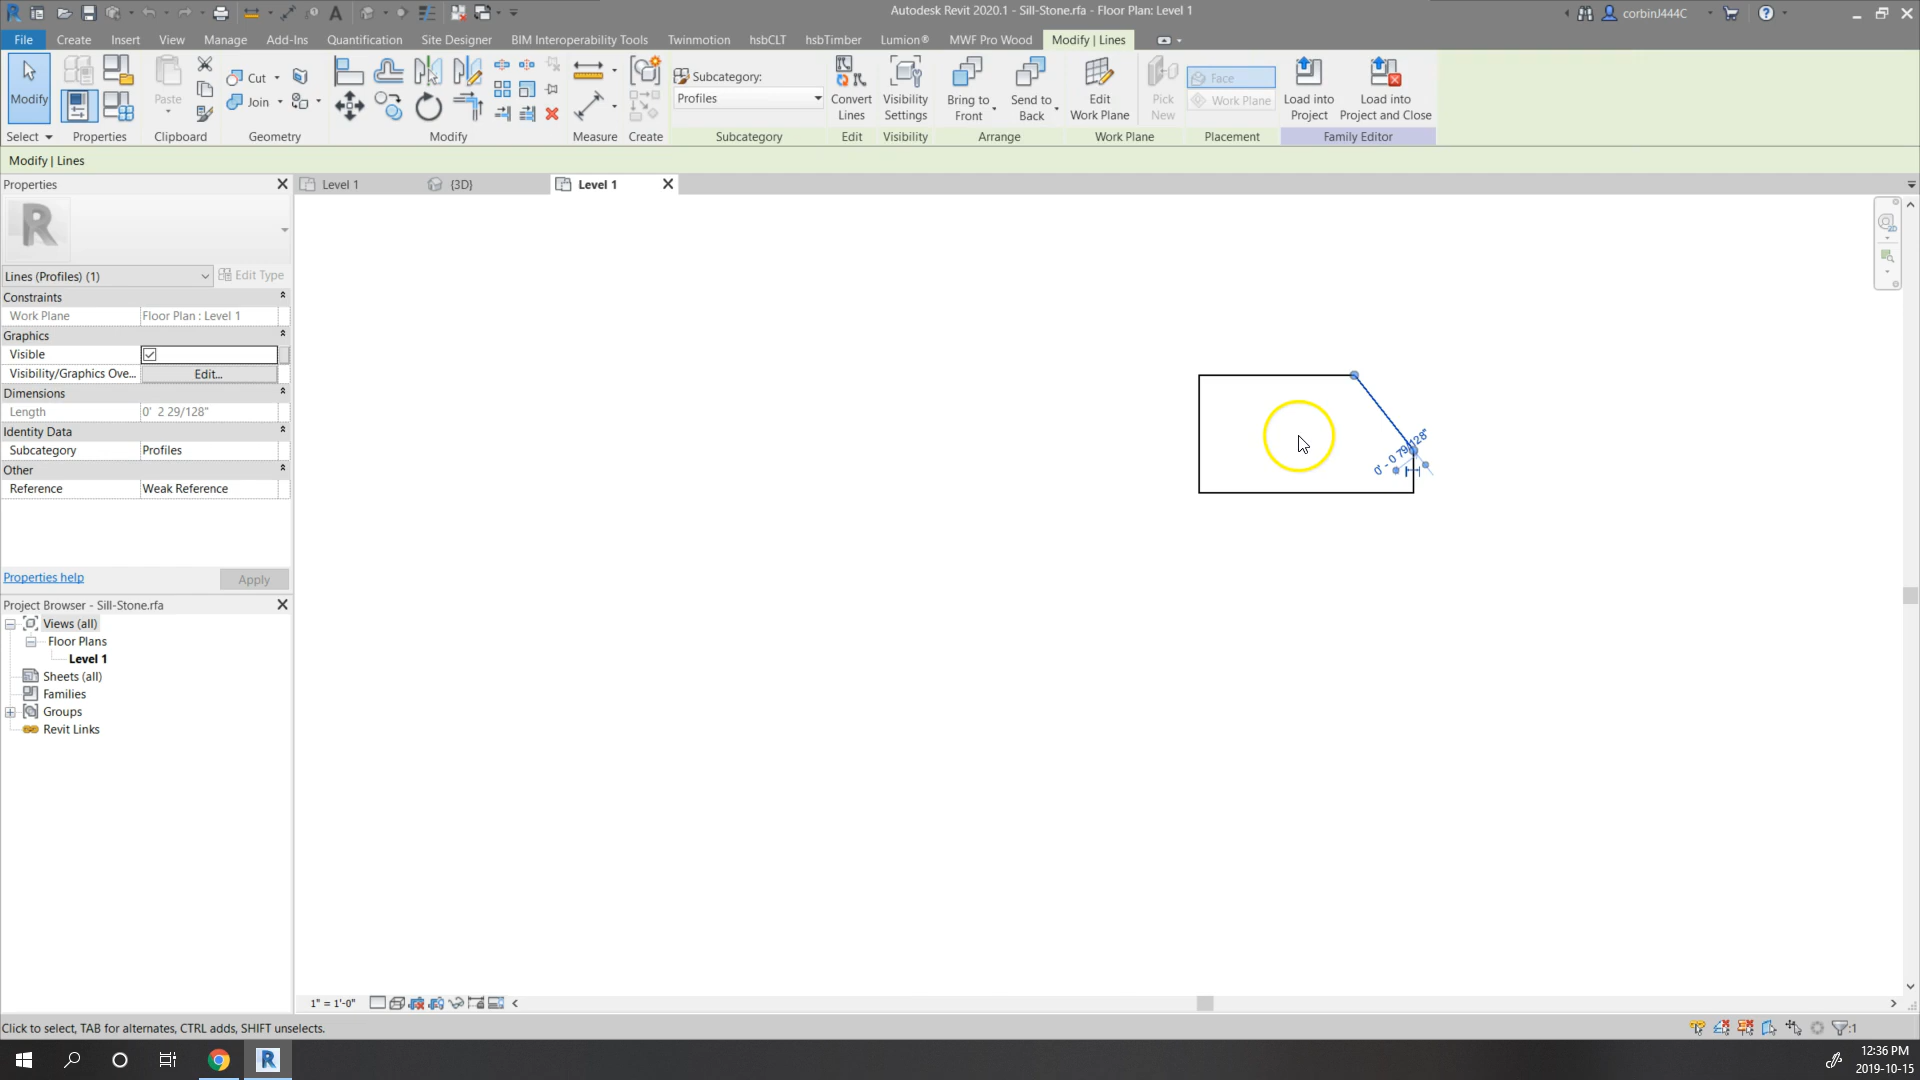 Autodesk Revit 2020.1 - Sill-Stone.rfa - Floor Plan: Level 1
corbinJ444C
File Create Insert View Manage Add-Ins Quantification Site Designer BIM Interoperability Tools Twinmotion hsbCLT hsbTimber Lumion® MWF Pro Wood Modify | Lines
Modify
Paste
Cut
Join
Subcategory:
Profiles
Convert Lines
Visibility Settings
Bring to Front
Send to Back
Edit Work Plane
Pick New
Face
Work Plane
Load into Project
Load into Project and Close
Select Properties Clipboard Geometry Modify Measure Create Subcategory Edit Visibility Arrange Work Plane Placement Family Editor
Modify | Lines
Properties
Level 1 {3D} Level 1
R
Lines (Profiles) (1) Edit Type
Constraints
Work Plane Floor Plan : Level 1
Graphics
Visible
Visibility/Graphics Ove... Edit...
Dimensions
Length 0' 2 29/128"
Identity Data
Subcategory Profiles
Other
Reference Weak Reference
Properties help Apply
Project Browser - Sill-Stone.rfa
Views (all)
Floor Plans
Level 1
Sheets (all)
Families
Groups
Revit Links
0' - 0 79/128"
1" = 1'-0"
Click to select, TAB for alternates, CTRL adds, SHIFT unselects.
:1
12:36 PM
2019-10-15